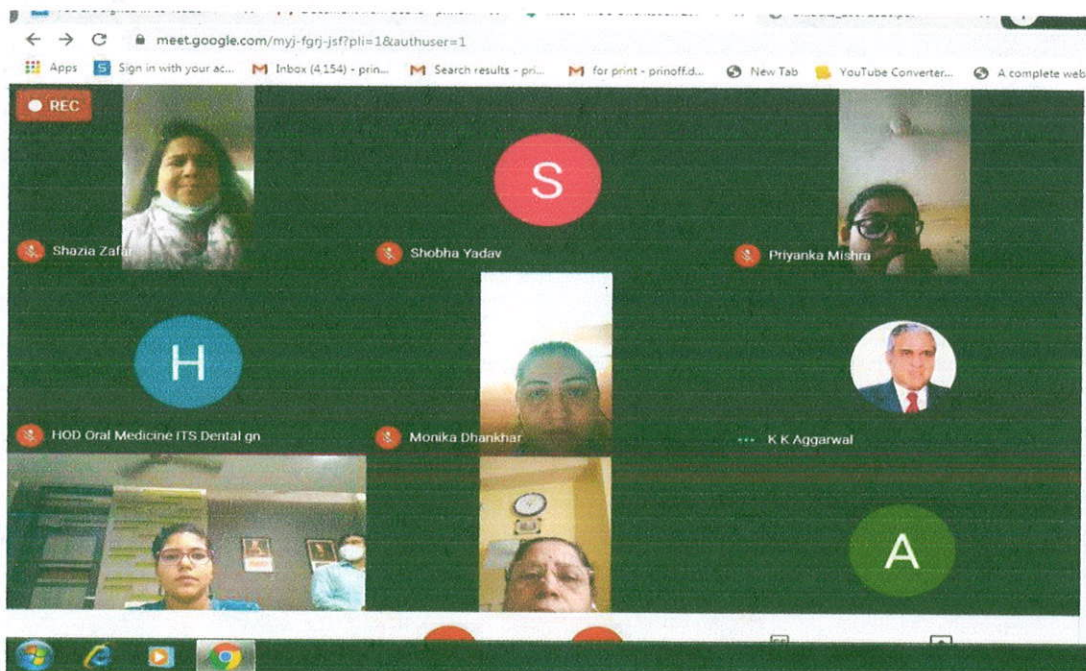 meet.google.com/myj-fgrj-jsf?pli=1&authuser=1
Apps S Sign in with your ac... Inbox (4,154) - prin... Search results - pri... for print - prinoff.d... New Tab YouTube Converter... A complete web
REC
S
Shazia Zafar Shobha Yadav Priyanka Mishra
H
HOD Oral Medicine ITS Dental gn Monika Dhankhar K K Aggarwal
A